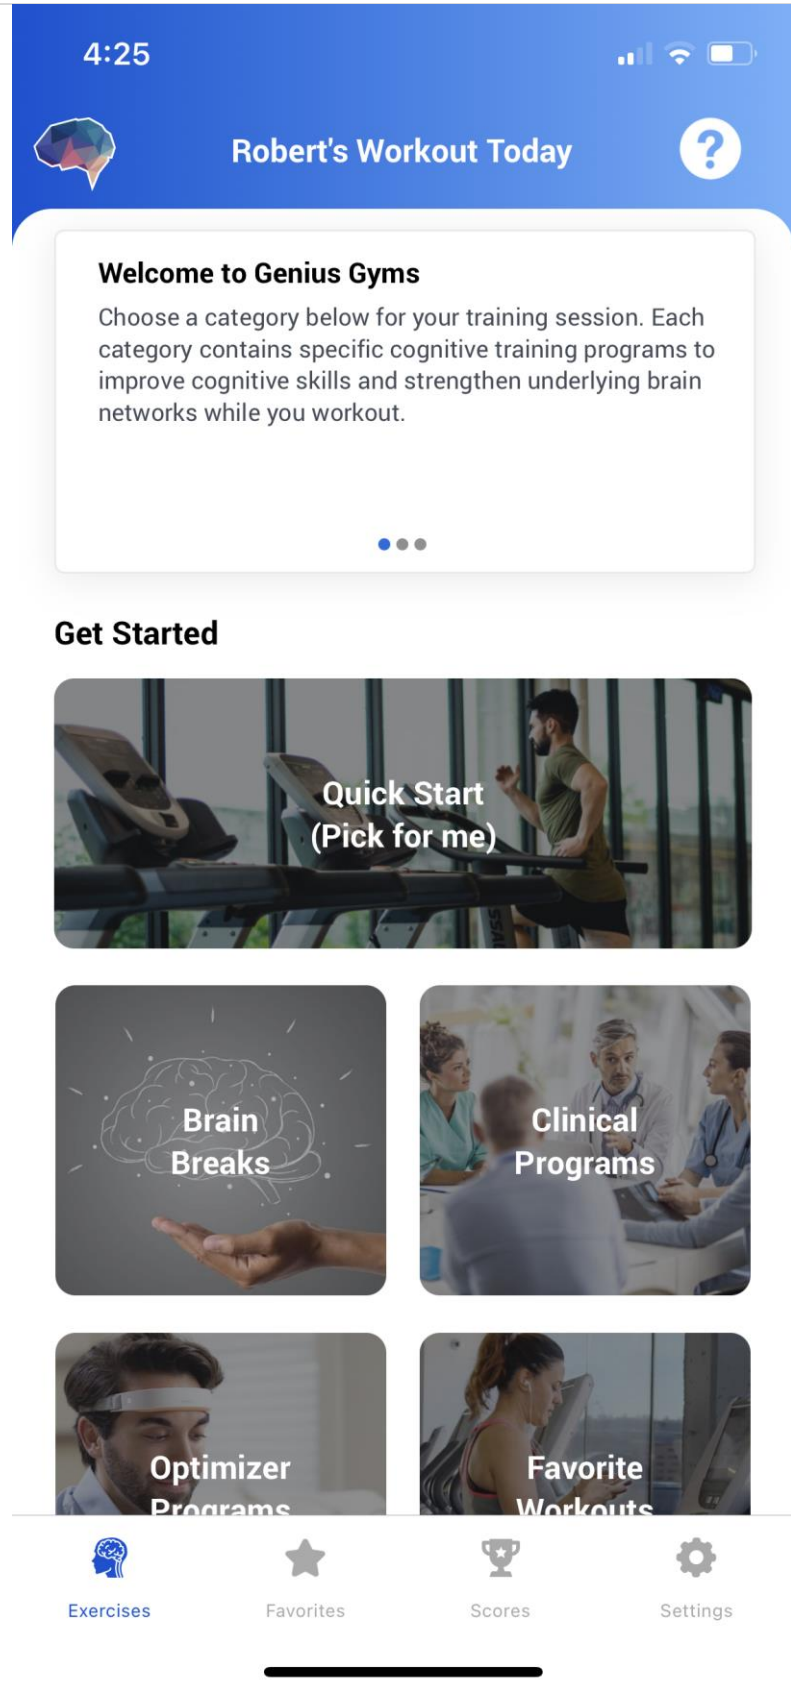 4:25
Robert's Workout Today
?
Welcome to Genius Gyms
Choose a category below for your training session. Each
category contains specific cognitive training programs to
improve cognitive skills and strengthen underlying brain
networks while you workout.
Get Started
Quick Start
(Pick for me)
Brain
Breaks
Clinical
Programs
Optimizer
Programs
Favorite
Workouts
Exercises
Favorites
Scores
Settings